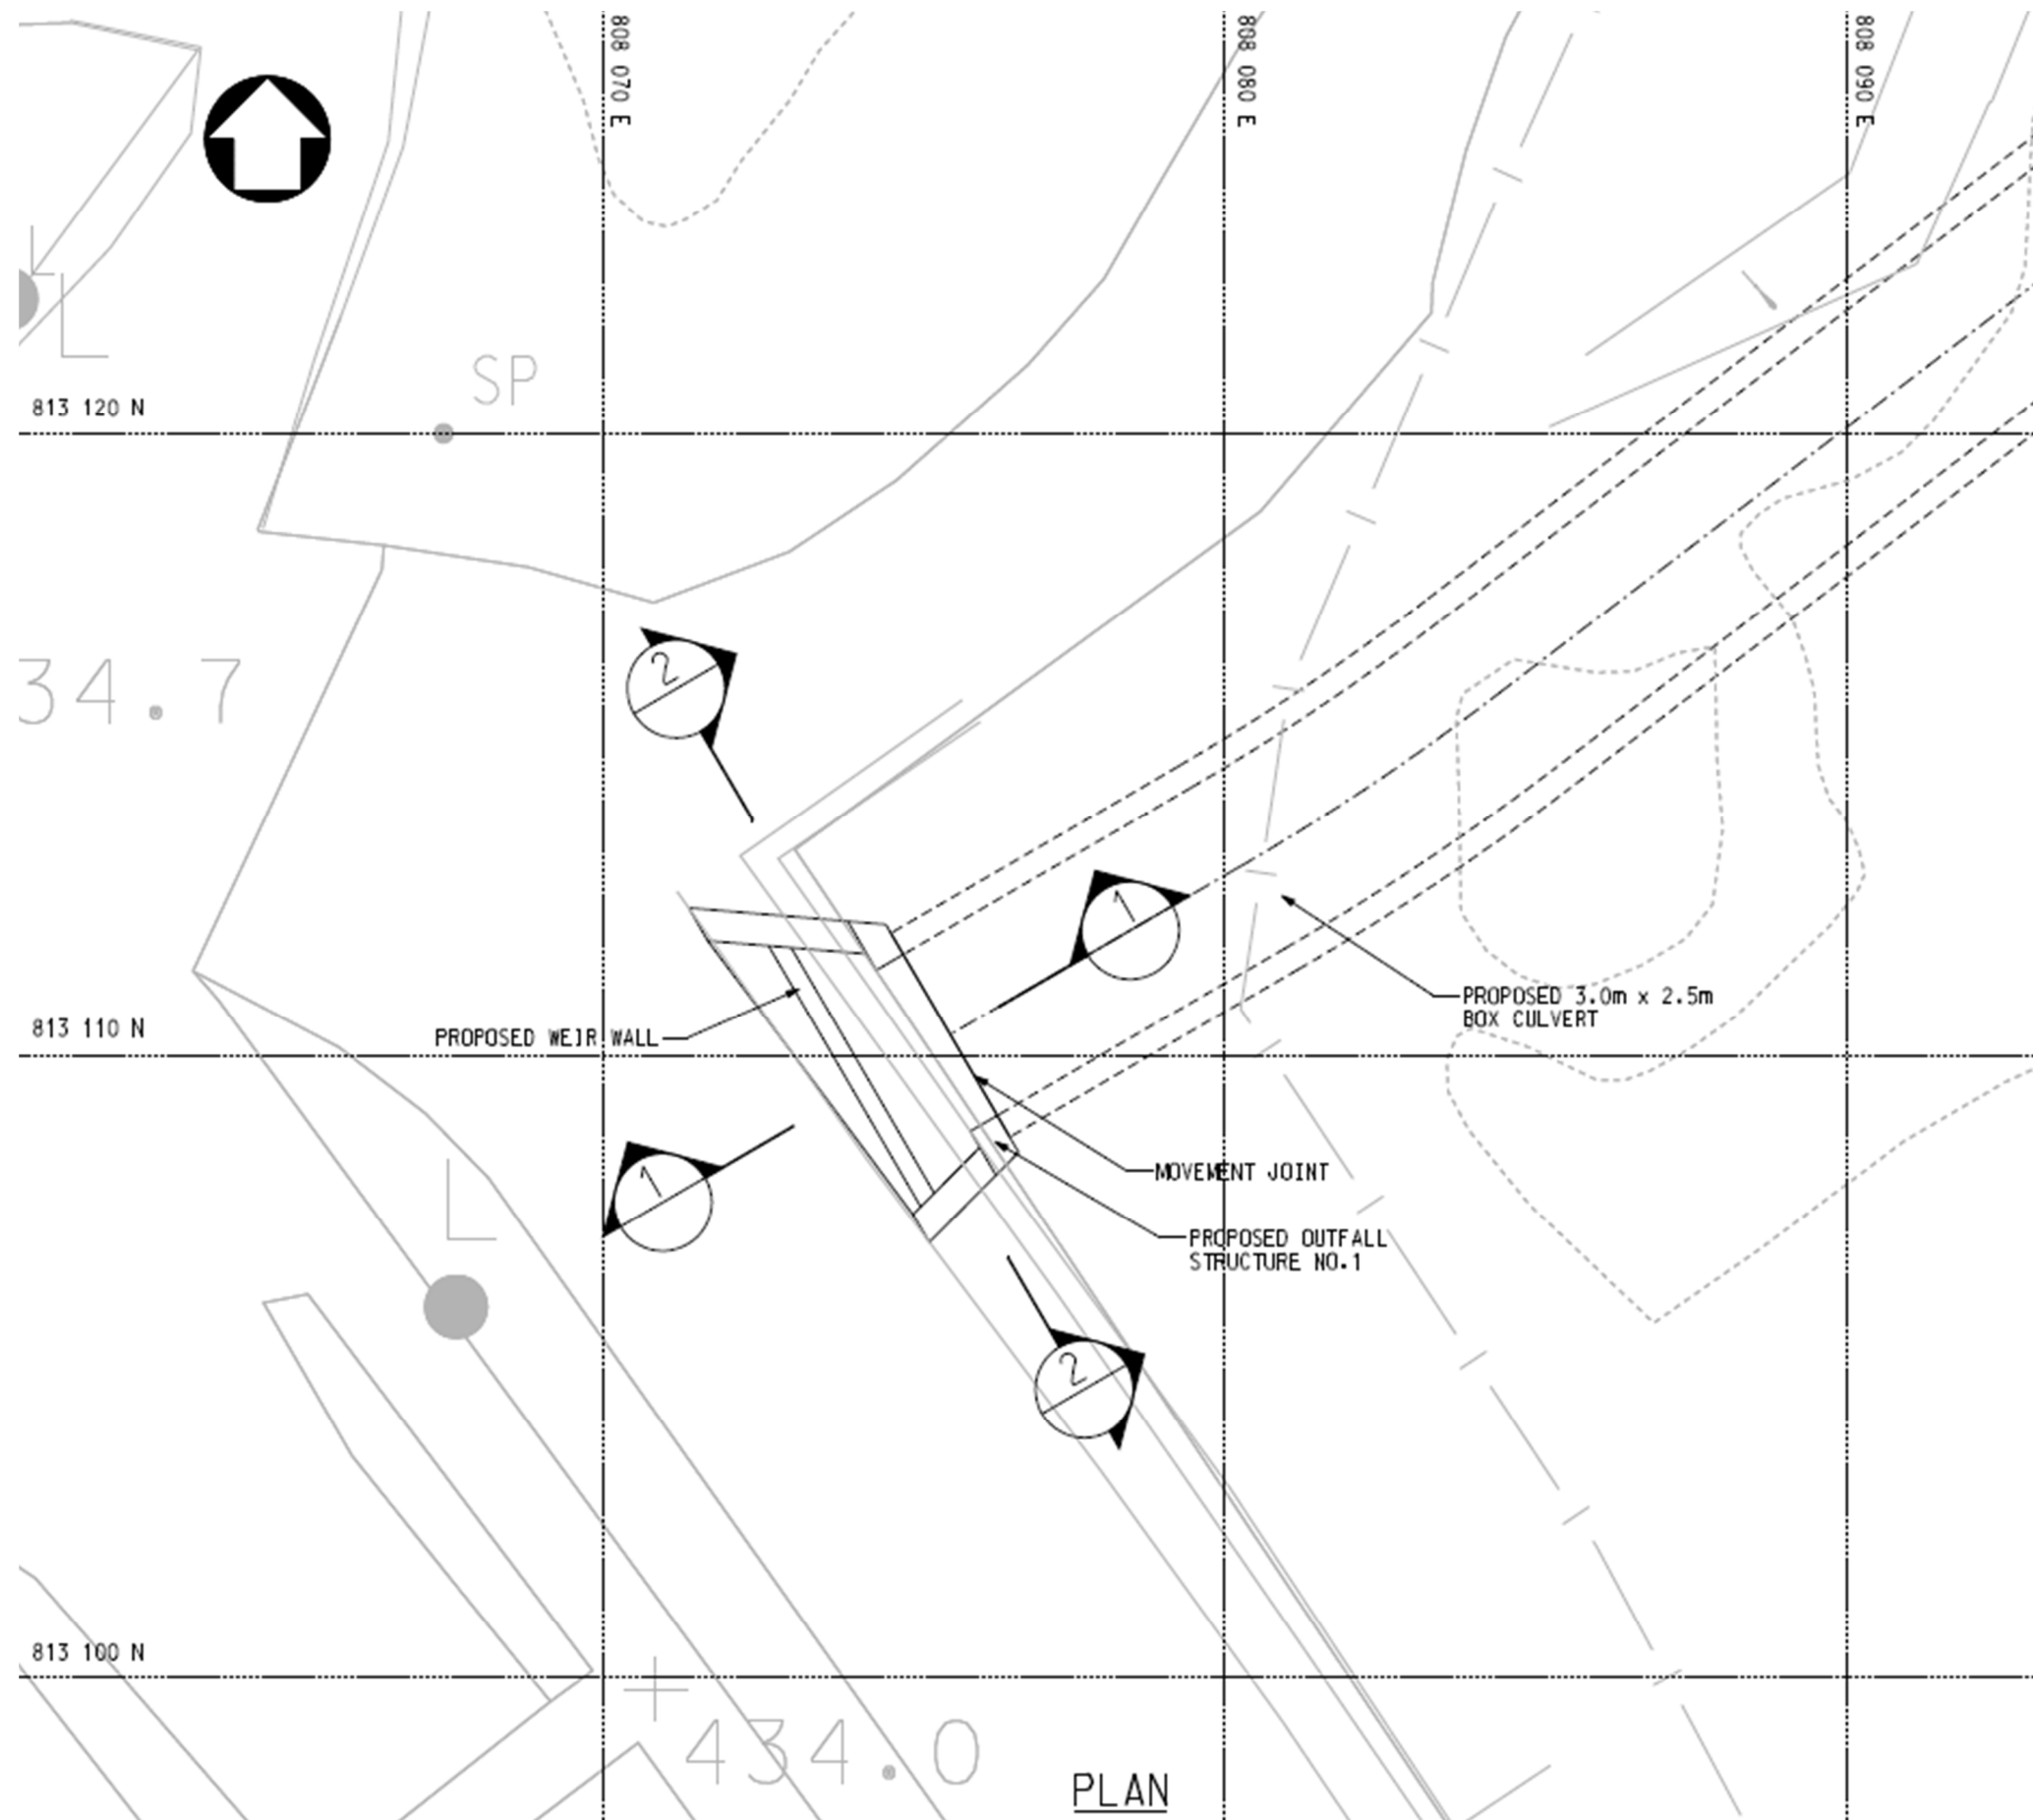 808 070 E
808 080 E
808 090 E
L
L
SP
813 120 N
34.7
2
1
PROPOSED 3.0m x 2.5m
BOX CULVERT
813 110 N
PROPOSED WEIR WALL
1
MOVEMENT JOINT
L
PROPOSED OUTFALL
STRUCTURE NO.1
2
813 100 N
434.0
PLAN